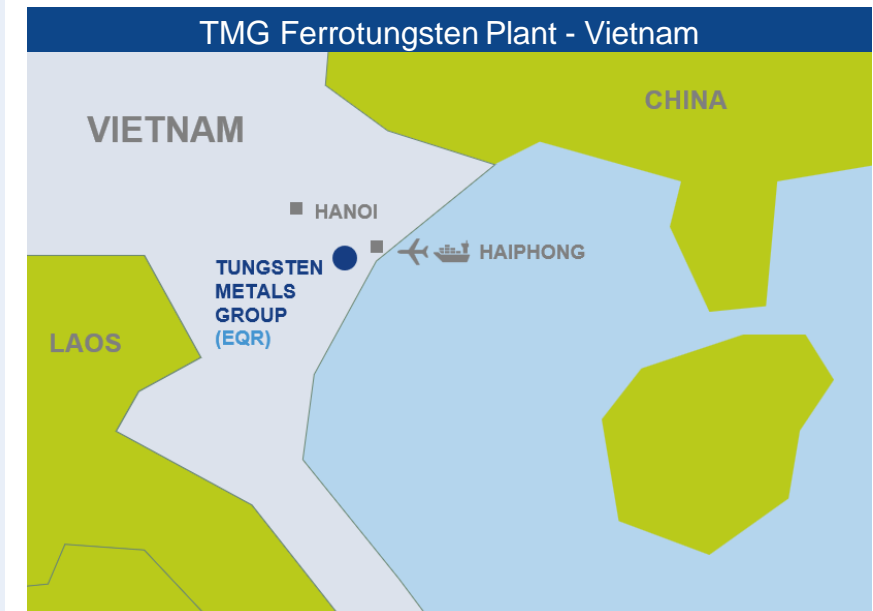 TMG Ferrotungsten Plant - Vietnam
CHINA
VIETNAM
HANOI
HAIPHONG
TUNGSTEN
METALS
GROUP
(EQR)
LAOS